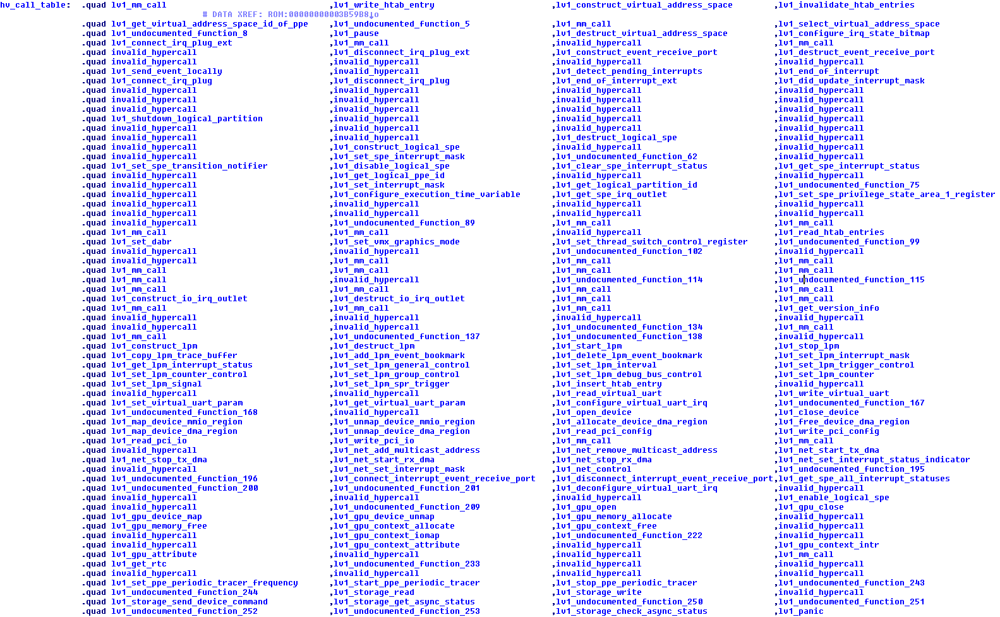 hv_call_table: .quad lv1_mm_call ,lv1_write_htab_entry ,lv1_construct_virtual_address_space ,lv1_invalidate_htab_entries
# DATA XREF: ROM:00000000003B59B8↓o
.quad lv1_get_virtual_address_space_id_of_ppe ,lv1_undocumented_function_5 ,lv1_mm_call ,lv1_select_virtual_address_space
.quad lv1_undocumented_function_8 ,lv1_pause ,lv1_destruct_virtual_address_space ,lv1_configure_irq_state_bitmap
.quad lv1_connect_irq_plug_ext ,lv1_mm_call ,invalid_hypercall ,lv1_mm_call
.quad invalid_hypercall ,lv1_disconnect_irq_plug_ext ,lv1_construct_event_receive_port ,lv1_destruct_event_receive_port
.quad invalid_hypercall ,invalid_hypercall ,invalid_hypercall ,invalid_hypercall
.quad lv1_send_event_locally ,invalid_hypercall ,lv1_detect_pending_interrupts ,lv1_end_of_interrupt
.quad lv1_connect_irq_plug ,lv1_disconnect_irq_plug ,lv1_end_of_interrupt_ext ,lv1_did_update_interrupt_mask
.quad invalid_hypercall ,invalid_hypercall ,invalid_hypercall ,invalid_hypercall
.quad invalid_hypercall ,invalid_hypercall ,invalid_hypercall ,invalid_hypercall
.quad invalid_hypercall ,invalid_hypercall ,invalid_hypercall ,invalid_hypercall
.quad lv1_shutdown_logical_partition ,invalid_hypercall ,invalid_hypercall ,invalid_hypercall
.quad invalid_hypercall ,invalid_hypercall ,invalid_hypercall ,invalid_hypercall
.quad invalid_hypercall ,invalid_hypercall ,lv1_destruct_logical_spe ,invalid_hypercall
.quad invalid_hypercall ,lv1_construct_logical_spe ,invalid_hypercall ,invalid_hypercall
.quad invalid_hypercall ,lv1_set_spe_interrupt_mask ,lv1_undocumented_function_62 ,invalid_hypercall
.quad lv1_set_spe_transition_notifier ,lv1_disable_logical_spe ,lv1_clear_spe_interrupt_status ,lv1_get_spe_interrupt_status
.quad invalid_hypercall ,lv1_get_logical_ppe_id ,invalid_hypercall ,invalid_hypercall
.quad invalid_hypercall ,lv1_set_interrupt_mask ,lv1_get_logical_partition_id ,lv1_undocumented_function_75
.quad invalid_hypercall ,lv1_configure_execution_time_variable ,lv1_get_spe_irq_outlet ,lv1_set_spe_privilege_state_area_1_register
.quad invalid_hypercall ,invalid_hypercall ,invalid_hypercall ,invalid_hypercall
.quad invalid_hypercall ,invalid_hypercall ,invalid_hypercall ,invalid_hypercall
.quad invalid_hypercall ,lv1_undocumented_function_89 ,lv1_mm_call ,lv1_mm_call
.quad lv1_mm_call ,lv1_mm_call ,invalid_hypercall ,lv1_read_htab_entries
.quad lv1_set_dabr ,lv1_set_vmx_graphics_mode ,lv1_set_thread_switch_control_register ,lv1_undocumented_function_99
.quad invalid_hypercall ,invalid_hypercall ,lv1_undocumented_function_102 ,invalid_hypercall
.quad invalid_hypercall ,lv1_mm_call ,lv1_mm_call ,lv1_mm_call
.quad lv1_mm_call ,lv1_mm_call ,lv1_mm_call ,lv1_mm_call
.quad lv1_mm_call ,invalid_hypercall ,lv1_undocumented_function_114 ,lv1_undocumented_function_115
.quad lv1_mm_call ,lv1_mm_call ,lv1_mm_call ,lv1_mm_call
.quad lv1_construct_io_irq_outlet ,lv1_destruct_io_irq_outlet ,lv1_mm_call ,lv1_mm_call
.quad lv1_mm_call ,lv1_mm_call ,lv1_mm_call ,lv1_get_version_info
.quad invalid_hypercall ,invalid_hypercall ,invalid_hypercall ,invalid_hypercall
.quad invalid_hypercall ,invalid_hypercall ,lv1_undocumented_function_134 ,lv1_mm_call
.quad lv1_mm_call ,lv1_undocumented_function_137 ,lv1_undocumented_function_138 ,invalid_hypercall
.quad lv1_construct_lpm ,lv1_destruct_lpm ,lv1_start_lpm ,lv1_stop_lpm
.quad lv1_copy_lpm_trace_buffer ,lv1_add_lpm_event_bookmark ,lv1_delete_lpm_event_bookmark ,lv1_set_lpm_interrupt_mask
.quad lv1_get_lpm_interrupt_status ,lv1_set_lpm_general_control ,lv1_set_lpm_interval ,lv1_set_lpm_trigger_control
.quad lv1_set_lpm_counter_control ,lv1_set_lpm_group_control ,lv1_set_lpm_debug_bus_control ,lv1_set_lpm_counter
.quad lv1_set_lpm_signal ,lv1_set_lpm_spr_trigger ,lv1_insert_htab_entry ,invalid_hypercall
.quad invalid_hypercall ,invalid_hypercall ,lv1_read_virtual_uart ,lv1_write_virtual_uart
.quad lv1_set_virtual_uart_param ,lv1_get_virtual_uart_param ,lv1_configure_virtual_uart_irq ,lv1_undocumented_function_167
.quad lv1_undocumented_function_168 ,invalid_hypercall ,lv1_open_device ,lv1_close_device
.quad lv1_map_device_mmio_region ,lv1_unmap_device_mmio_region ,lv1_allocate_device_dma_region ,lv1_free_device_dma_region
.quad lv1_map_device_dma_region ,lv1_unmap_device_dma_region ,lv1_read_pci_config ,lv1_write_pci_config
.quad lv1_read_pci_io ,lv1_write_pci_io ,lv1_mm_call ,lv1_mm_call
.quad invalid_hypercall ,lv1_net_add_multicast_address ,lv1_net_remove_multicast_address ,lv1_net_start_tx_dma
.quad lv1_net_stop_tx_dma ,lv1_net_start_rx_dma ,lv1_net_stop_rx_dma ,lv1_net_set_interrupt_status_indicator
.quad invalid_hypercall ,lv1_net_set_interrupt_mask ,lv1_net_control ,lv1_undocumented_function_195
.quad lv1_undocumented_function_196 ,lv1_connect_interrupt_event_receive_port ,lv1_disconnect_interrupt_event_receive_port,lv1_get_spe_all_interrupt_statuses
.quad lv1_undocumented_function_200 ,lv1_undocumented_function_201 ,lv1_deconfigure_virtual_uart_irq ,invalid_hypercall
.quad invalid_hypercall ,invalid_hypercall ,invalid_hypercall ,lv1_enable_logical_spe
.quad invalid_hypercall ,lv1_undocumented_function_209 ,lv1_gpu_open ,lv1_gpu_close
.quad lv1_gpu_device_map ,lv1_gpu_device_unmap ,lv1_gpu_memory_allocate ,invalid_hypercall
.quad lv1_gpu_memory_free ,lv1_gpu_context_allocate ,lv1_gpu_context_free ,invalid_hypercall
.quad invalid_hypercall ,lv1_gpu_context_iomap ,lv1_undocumented_function_222 ,invalid_hypercall
.quad invalid_hypercall ,lv1_gpu_context_attribute ,invalid_hypercall ,lv1_gpu_context_intr
.quad lv1_gpu_attribute ,invalid_hypercall ,invalid_hypercall ,lv1_mm_call
.quad lv1_get_rtc ,lv1_undocumented_function_233 ,invalid_hypercall ,invalid_hypercall
.quad invalid_hypercall ,invalid_hypercall ,invalid_hypercall ,invalid_hypercall
.quad lv1_set_ppe_periodic_tracer_frequency ,lv1_start_ppe_periodic_tracer ,lv1_stop_ppe_periodic_tracer ,lv1_undocumented_function_243
.quad lv1_undocumented_function_244 ,lv1_storage_read ,lv1_storage_write ,invalid_hypercall
.quad lv1_storage_send_device_command ,lv1_storage_get_async_status ,lv1_undocumented_function_250 ,lv1_undocumented_function_251
.quad lv1_undocumented_function_252 ,lv1_undocumented_function_253 ,lv1_storage_check_async_status ,lv1_panic